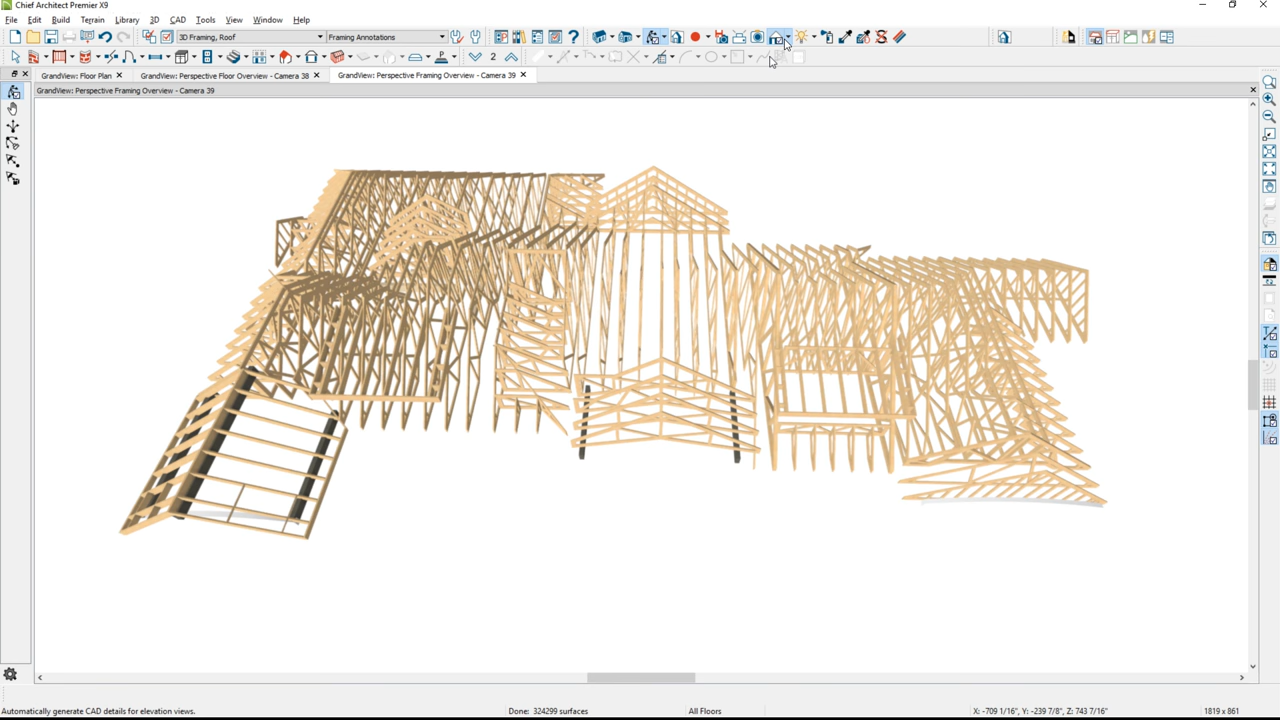 Chief Architect Premier X9
File Edit Build Terrain Library 3D CAD Tools View Window Help
3D Framing, Roof Framing Annotations
2
GrandView: Floor Plan GrandView: Perspective Floor Overview - Camera 38 GrandView: Perspective Framing Overview - Camera 39
GrandView: Perspective Framing Overview - Camera 39
Automatically generate CAD details for elevation views. Done: 324299 surfaces All Floors X: -709 1/16", Y: -239 7/8", Z: 743 7/16" 1819 x 861